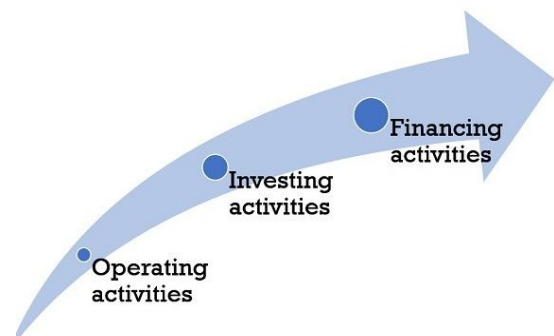 Financing
activities
Investing
activities
Operating
activities